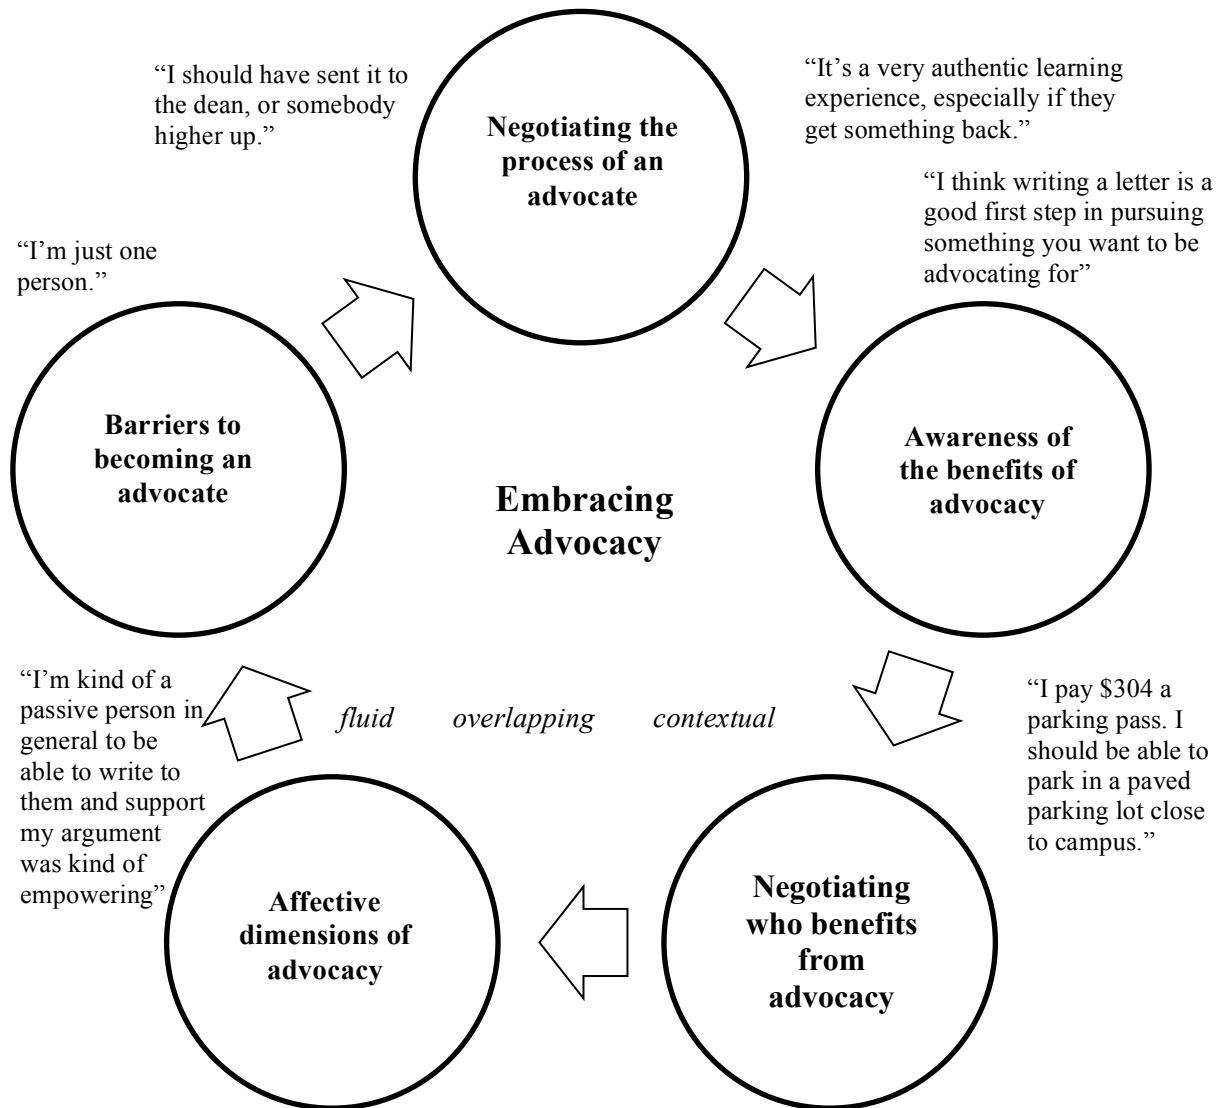 “I should have sent it to
the dean, or somebody
higher up.”
Negotiating the
process of an
advocate
“It’s a very authentic learning
experience, especially if they
get something back.”
“I think writing a letter is a
good first step in pursuing
something you want to be
advocating for”
“I’m just one
person.”
Barriers to
becoming an
advocate
Embracing
Advocacy
Awareness of
the benefits of
advocacy
“I’m kind of a
passive person in
general to be
able to write to
them and support
my argument
was kind of
empowering”
fluid overlapping contextual
“I pay $304 a
parking pass. I
should be able to
park in a paved
parking lot close
to campus.”
Affective
dimensions of
advocacy
Negotiating
who benefits
from
advocacy